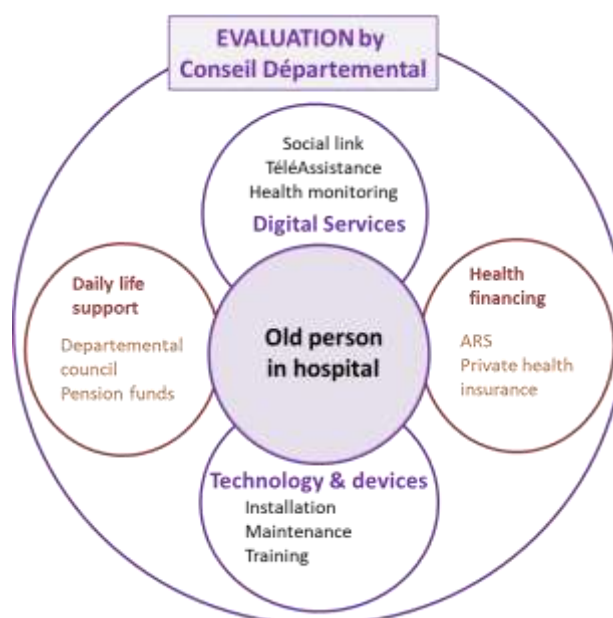 EVALUATION by
Conseil Départemental
Social link
TéléAssistance
Health monitoring
Digital Services
Daily life
support
Departemental
council
Pension funds
Old person
in hospital
Health
financing
ARS
Private health
insurance
Technology & devices
Installation
Maintenance
Training